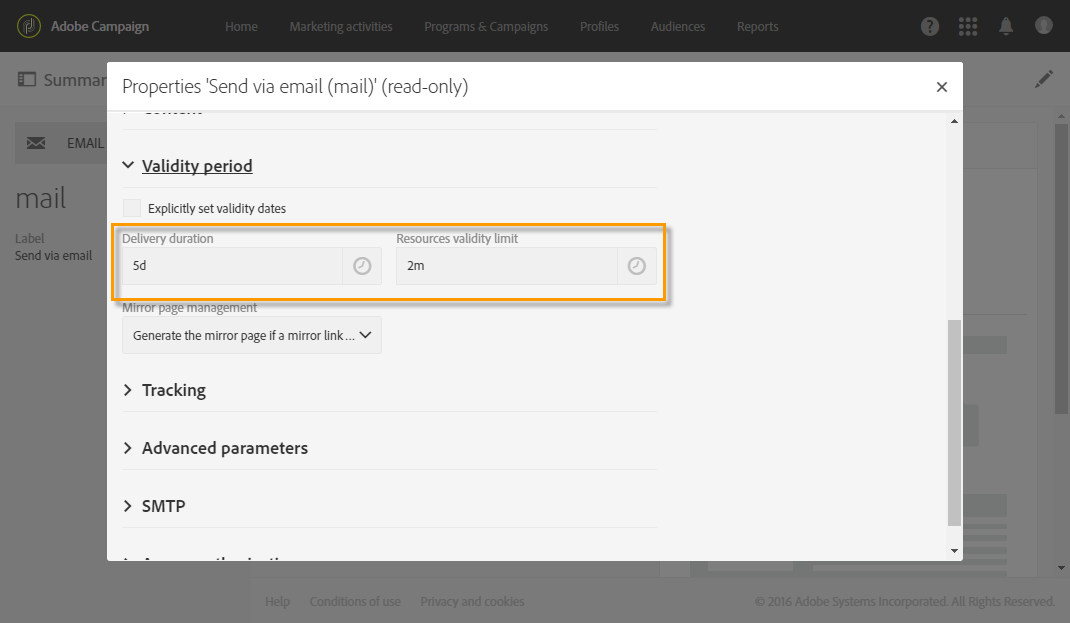 Adobe Campaign
Home
Marketing activities
Programs & Campaigns
Profiles
Audiences
Reports
?
Summar
Properties 'Send via email (mail)' (read-only)
×
EMAIL
mail
Label
Send via email
Content
Validity period
Explicitly set validity dates
Delivery duration
Resources validity limit
5d
2m
Mirror page management
Generate the mirror page if a mirror link ...
Tracking
Advanced parameters
SMTP
Help
Conditions of use
Privacy and cookies
© 2016 Adobe Systems Incorporated. All Rights Reserved.